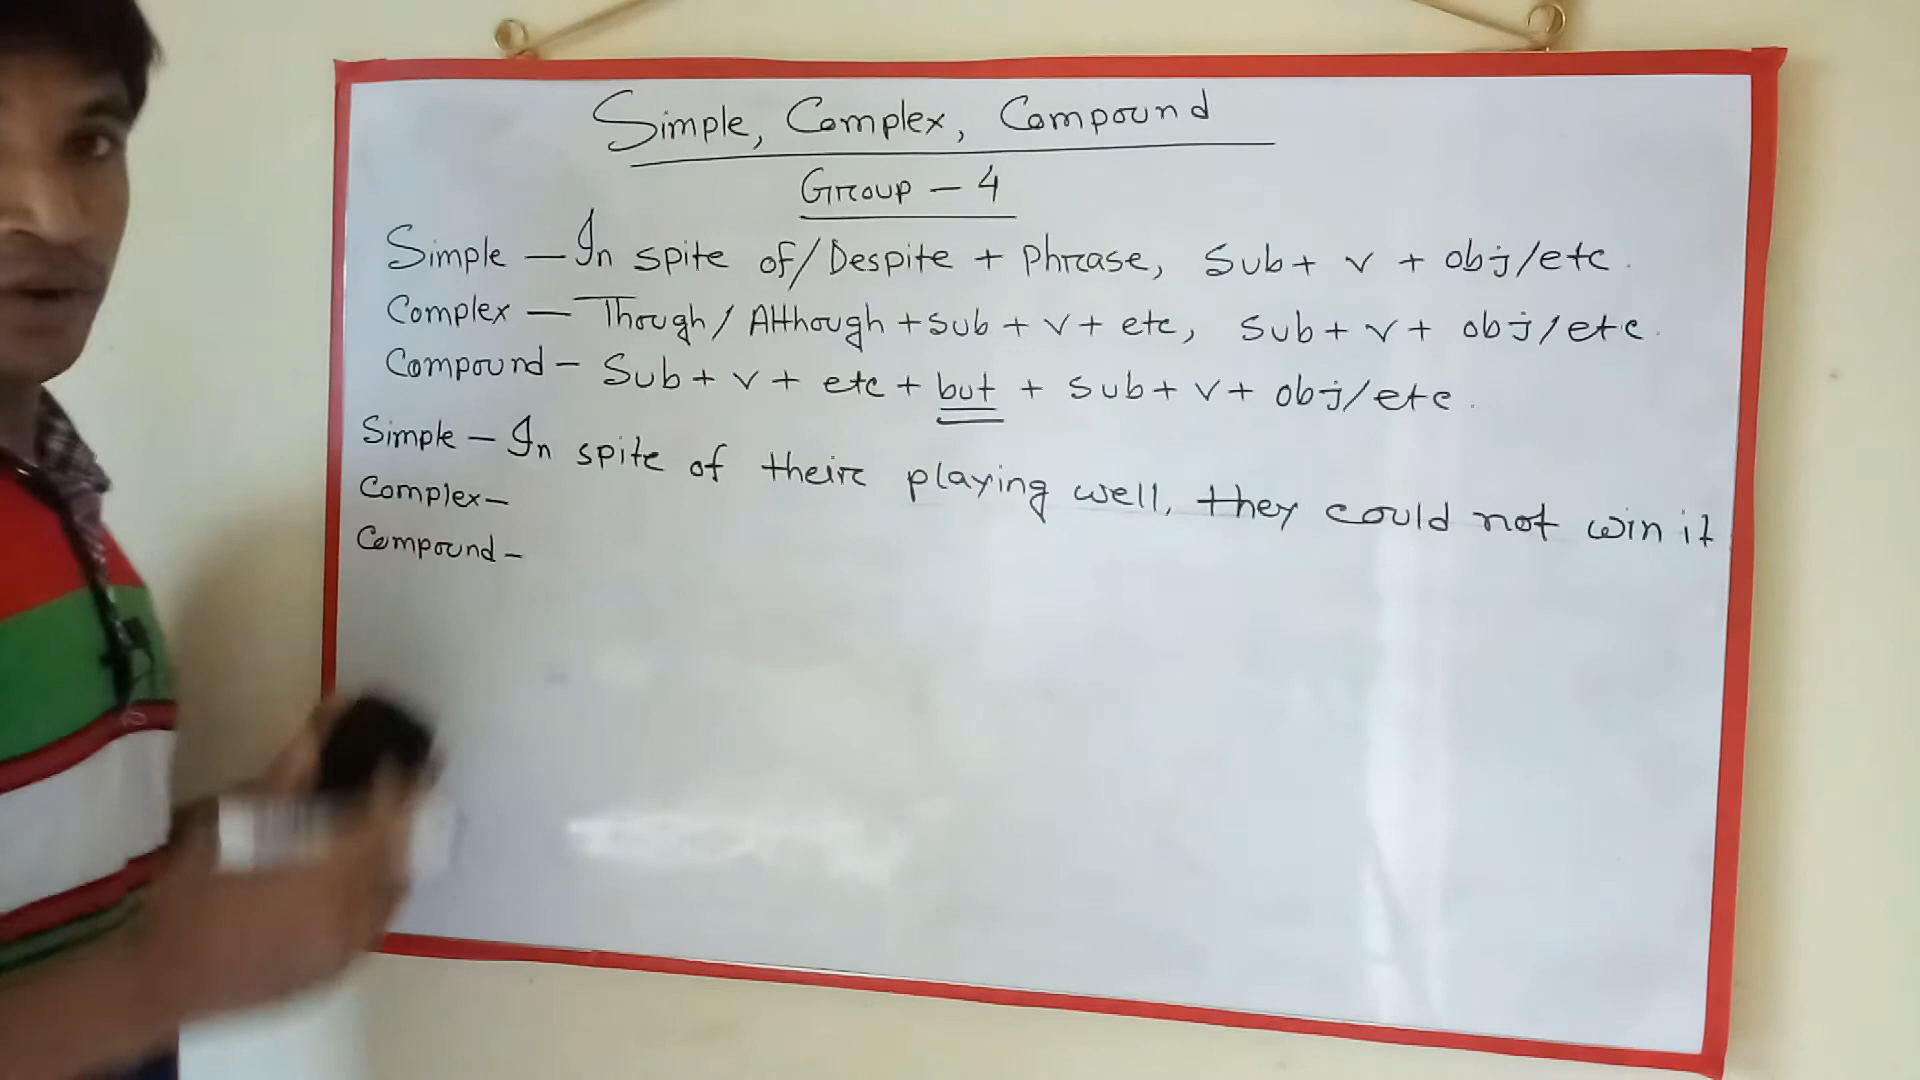 Simple, Complex, Compound
Group - 4
Simple - In spite of/Despite + Phrase, Sub + v + obj/etc.
Complex - Though/Although + sub + v + etc, Sub + v + obj/etc.
Compound - Sub + v + etc + but + sub + v + obj/etc.
Simple - In spite of their playing well, they could not win it
Complex -
Compound -